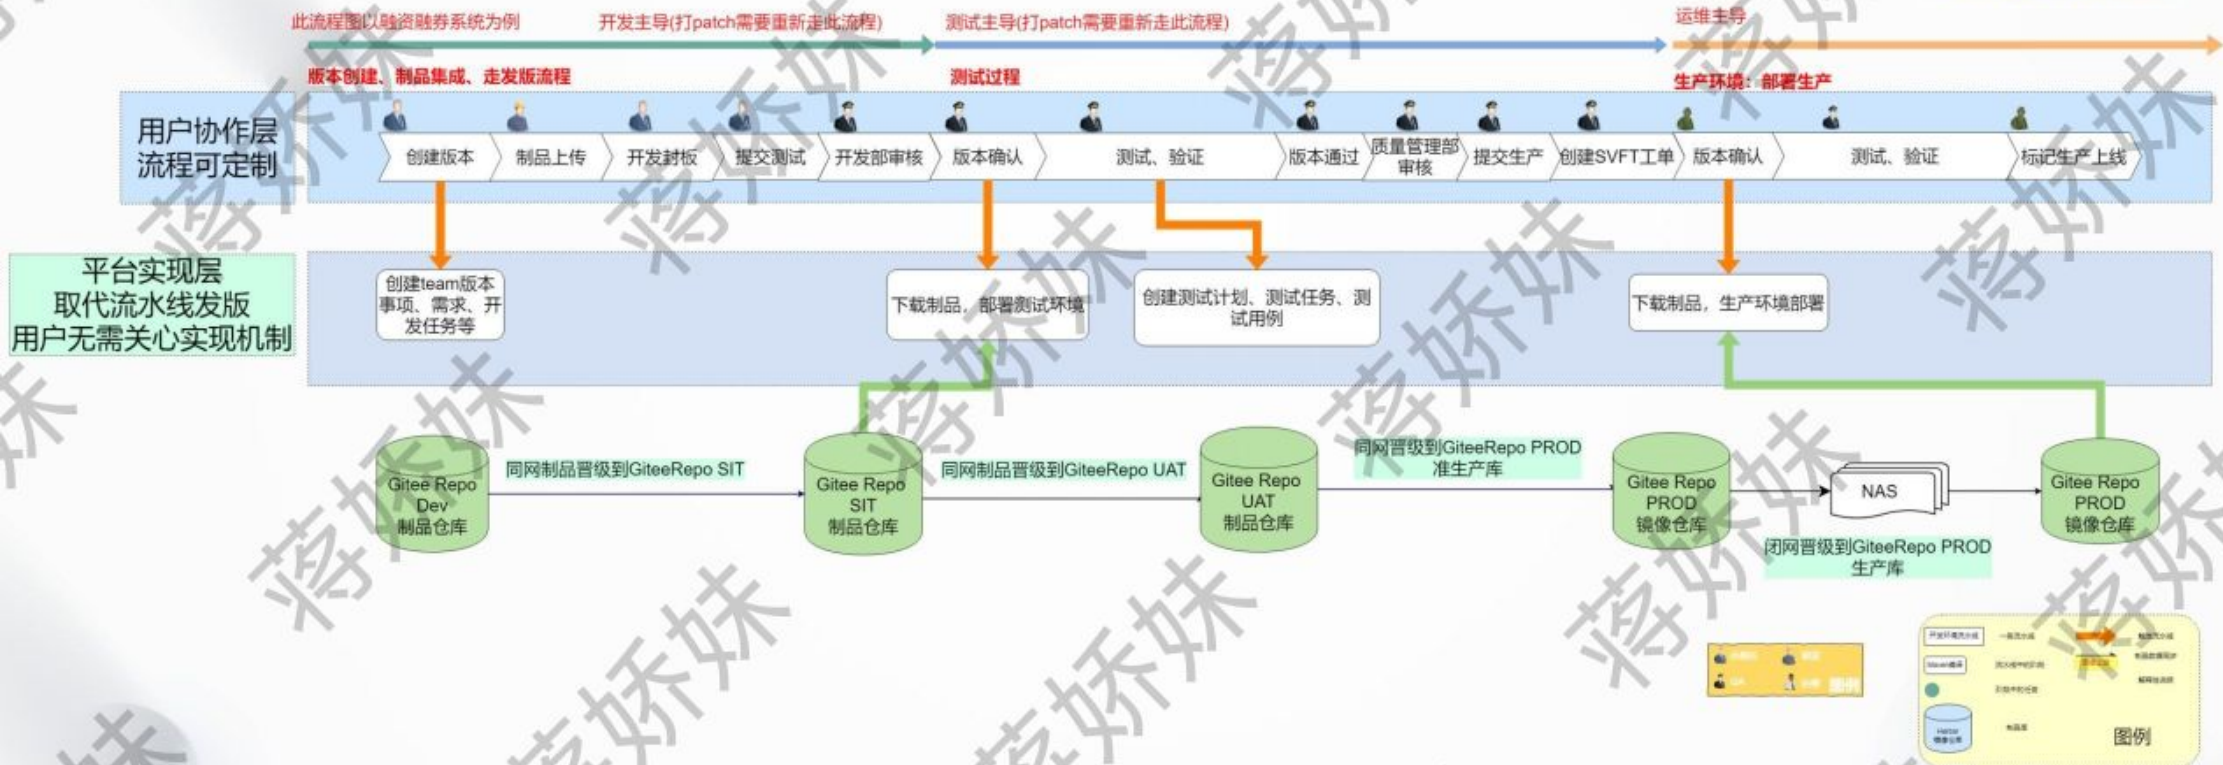 此流程图以融资融券系统为例
开发主导(打patch需要重新走此流程)
测试主导(打patch需要重新走此流程)
运维主导
版本创建、制品集成、走发版流程
测试过程
生产环境：部署生产
用户协作层
流程可定制
创建版本
制品上传
开发封板
提交测试
开发部审核
版本确认
测试、验证
版本通过
质量管理部
审核
提交生产
创建SVFT工单
版本确认
测试、验证
标记生产上线
平台实现层
取代流水线发版
用户无需关心实现机制
创建team版本
事项、需求、开
发任务等
下载制品，部署测试环境
创建测试计划、测试任务、测
试用例
下载制品，生产环境部署
Gitee Repo
Dev
制品仓库
同网制品晋级到GiteeRepo SIT
Gitee Repo
SIT
制品仓库
同网制品晋级到GiteeRepo UAT
Gitee Repo
UAT
制品仓库
同网晋级到GiteeRepo PROD
准生产库
Gitee Repo
PROD
镜像仓库
NAS
闭网晋级到GiteeRepo PROD
生产库
Gitee Repo
PROD
镜像仓库
图例
图例
蒋娇妹